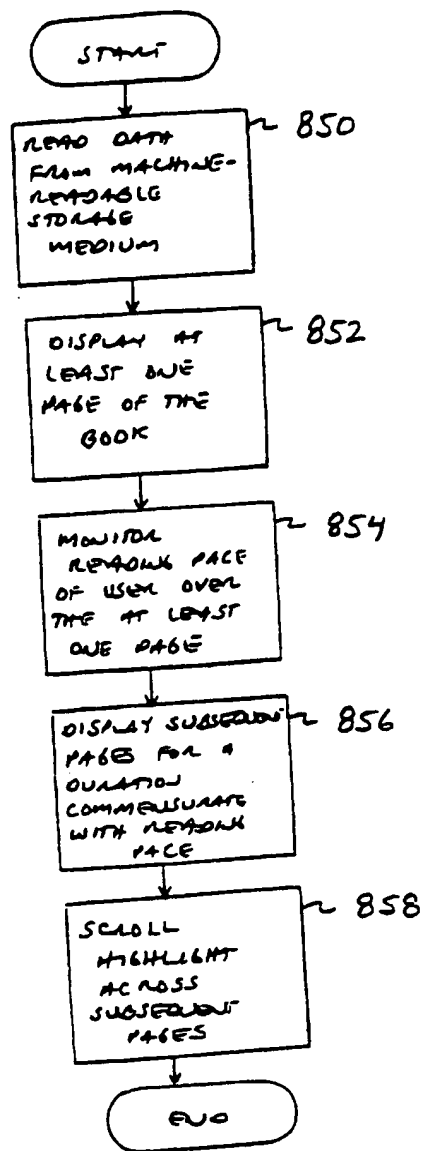 START
READ DATA
FROM MACHINE-
READABLE
STORAGE
MEDIUM
850
DISPLAY AT
LEAST ONE
PAGE OF THE
BOOK
852
MONITOR
READING PACE
OF USER OVER
THE AT LEAST
ONE PAGE
854
DISPLAY SUBSEQUENT
PAGES FOR A
DURATION
COMMENSURATE
WITH READING
PACE
856
SCROLL
HIGHLIGHT
ACROSS
SUBSEQUENT
PAGES
858
END